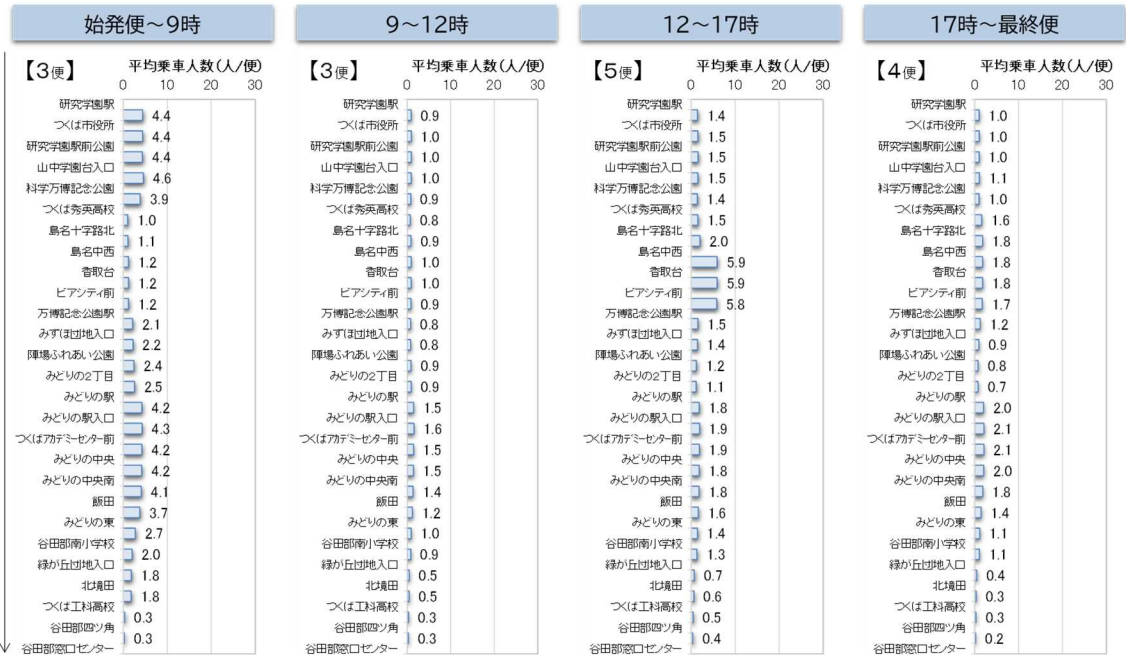 始発便～9時
【3便】 平均乗車人数(人/便)
0 10 20 30
研究学園駅
4.4
つくば市役所
4.4
研究学園駅前公園
4.4
山中学園台入口
4.6
科学万博記念公園
3.9
つくば秀英高校
1.0
島名十字路北
1.1
島名中西
1.2
香取台
1.2
ビアシティ前
1.2
万博記念公園駅
2.1
みずほ団地入口
2.2
陣場ふれあい公園
2.4
みどりの2丁目
2.5
みどりの駅
4.2
みどりの駅入口
4.3
つくばアカデミーセンター前
4.2
みどりの中央
4.2
みどりの中央南
4.1
飯田
3.7
みどりの東
2.7
谷田部南小学校
2.0
緑が丘団地入口
1.8
北境田
1.8
つくば工科高校
0.3
谷田部四ツ角
0.3
谷田部窓口センター
9～12時
【3便】 平均乗車人数(人/便)
0 10 20 30
研究学園駅
0.9
つくば市役所
1.0
研究学園駅前公園
1.0
山中学園台入口
1.0
科学万博記念公園
0.9
つくば秀英高校
0.8
島名十字路北
0.9
島名中西
1.0
香取台
1.0
ビアシティ前
0.9
万博記念公園駅
0.8
みずほ団地入口
0.8
陣場ふれあい公園
0.9
みどりの2丁目
0.9
みどりの駅
1.5
みどりの駅入口
1.6
つくばアカデミーセンター前
1.5
みどりの中央
1.5
みどりの中央南
1.4
飯田
1.2
みどりの東
1.0
谷田部南小学校
0.9
緑が丘団地入口
0.5
北境田
0.5
つくば工科高校
0.3
谷田部四ツ角
0.3
谷田部窓口センター
12～17時
【5便】 平均乗車人数(人/便)
0 10 20 30
研究学園駅
1.4
つくば市役所
1.5
研究学園駅前公園
1.5
山中学園台入口
1.5
科学万博記念公園
1.4
つくば秀英高校
1.5
島名十字路北
2.0
島名中西
5.9
香取台
5.9
ビアシティ前
5.8
万博記念公園駅
1.5
みずほ団地入口
1.4
陣場ふれあい公園
1.2
みどりの2丁目
1.1
みどりの駅
1.8
みどりの駅入口
1.9
つくばアカデミーセンター前
1.9
みどりの中央
1.8
みどりの中央南
1.8
飯田
1.6
みどりの東
1.4
谷田部南小学校
1.3
緑が丘団地入口
0.7
北境田
0.6
つくば工科高校
0.5
谷田部四ツ角
0.4
谷田部窓口センター
17時～最終便
【4便】 平均乗車人数(人/便)
0 10 20 30
研究学園駅
1.0
つくば市役所
1.0
研究学園駅前公園
1.0
山中学園台入口
1.1
科学万博記念公園
1.0
つくば秀英高校
1.6
島名十字路北
1.8
島名中西
1.8
香取台
1.8
ビアシティ前
1.7
万博記念公園駅
1.2
みずほ団地入口
0.9
陣場ふれあい公園
0.8
みどりの2丁目
0.7
みどりの駅
2.0
みどりの駅入口
2.1
つくばアカデミーセンター前
2.1
みどりの中央
2.0
みどりの中央南
1.8
飯田
1.4
みどりの東
1.1
谷田部南小学校
1.1
緑が丘団地入口
0.4
北境田
0.3
つくば工科高校
0.3
谷田部四ツ角
0.2
谷田部窓口センター